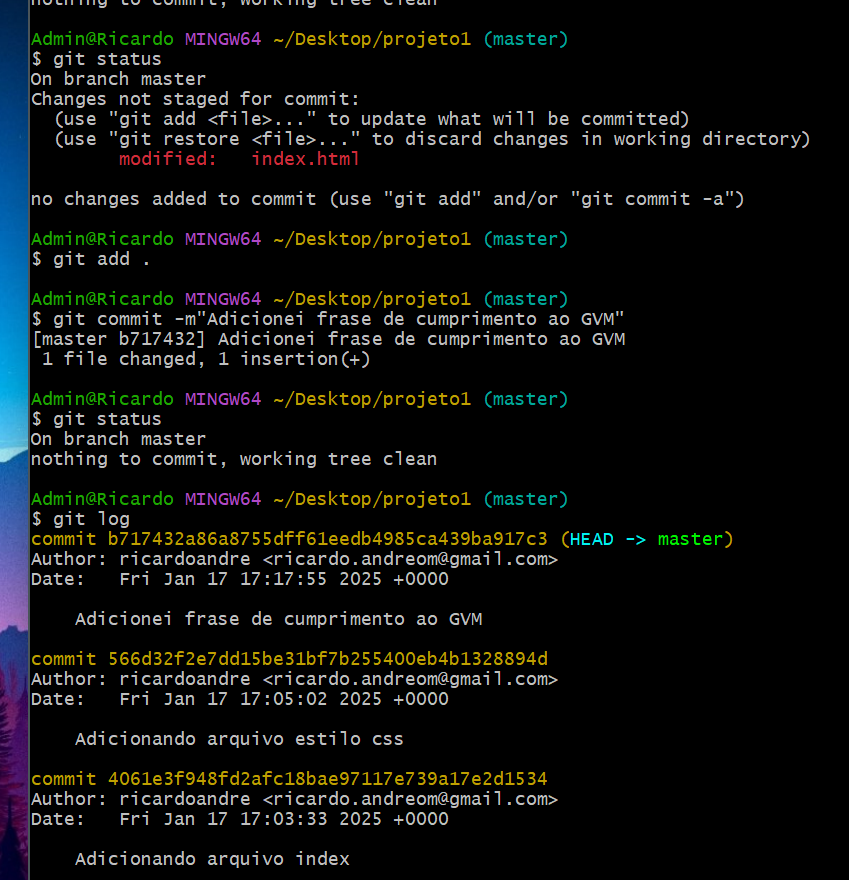 nothing to commit, working tree clean
Admin@Ricardo MINGW64 ~/Desktop/projeto1 (master)
$ git status
On branch master
Changes not staged for commit:
  (use "git add <file>..." to update what will be committed)
  (use "git restore <file>..." to discard changes in working directory)
        modified:   index.html
no changes added to commit (use "git add" and/or "git commit -a")
Admin@Ricardo MINGW64 ~/Desktop/projeto1 (master)
$ git add .
Admin@Ricardo MINGW64 ~/Desktop/projeto1 (master)
$ git commit -m"Adicionei frase de cumprimento ao GVM"
[master b717432] Adicionei frase de cumprimento ao GVM
 1 file changed, 1 insertion(+)
Admin@Ricardo MINGW64 ~/Desktop/projeto1 (master)
$ git status
On branch master
nothing to commit, working tree clean
Admin@Ricardo MINGW64 ~/Desktop/projeto1 (master)
$ git log
commit b717432a86a8755dff61eedb4985ca439ba917c3 (HEAD -> master)
Author: ricardoandre <ricardo.andreom@gmail.com>
Date:   Fri Jan 17 17:17:55 2025 +0000
    Adicionei frase de cumprimento ao GVM
commit 566d32f2e7dd15be31bf7b255400eb4b1328894d
Author: ricardoandre <ricardo.andreom@gmail.com>
Date:   Fri Jan 17 17:05:02 2025 +0000
    Adicionando arquivo estilo css
commit 4061e3f948fd2afc18bae97117e739a17e2d1534
Author: ricardoandre <ricardo.andreom@gmail.com>
Date:   Fri Jan 17 17:03:33 2025 +0000
    Adicionando arquivo index